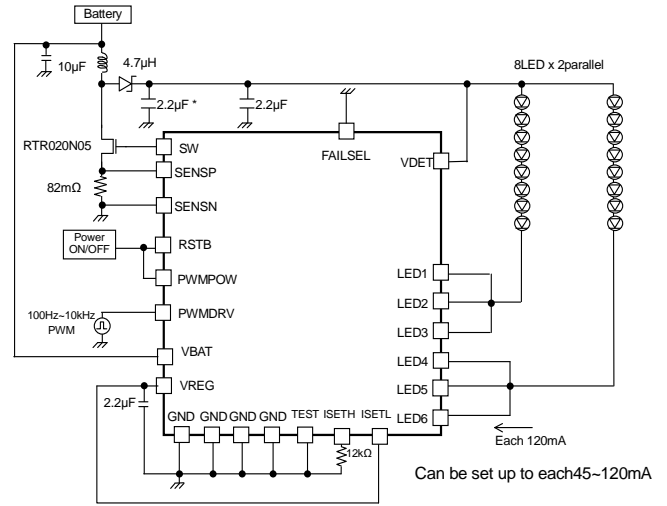 Battery
10μF
4.7μH
8LED x 2parallel
2.2μF *
2.2μF
RTR020N05
SW
FAILSEL
VDET
SENSP
82mΩ
SENSN
Power
ON/OFF
RSTB
PWMPOW
LED1
LED2
100Hz~10kHz
PWM
PWMDRV
LED3
VBAT
LED4
VREG
LED5
2.2μF
GND GND GND GND TEST ISETH ISETL
LED6
Each 120mA
12kΩ
Can be set up to each45~120mA